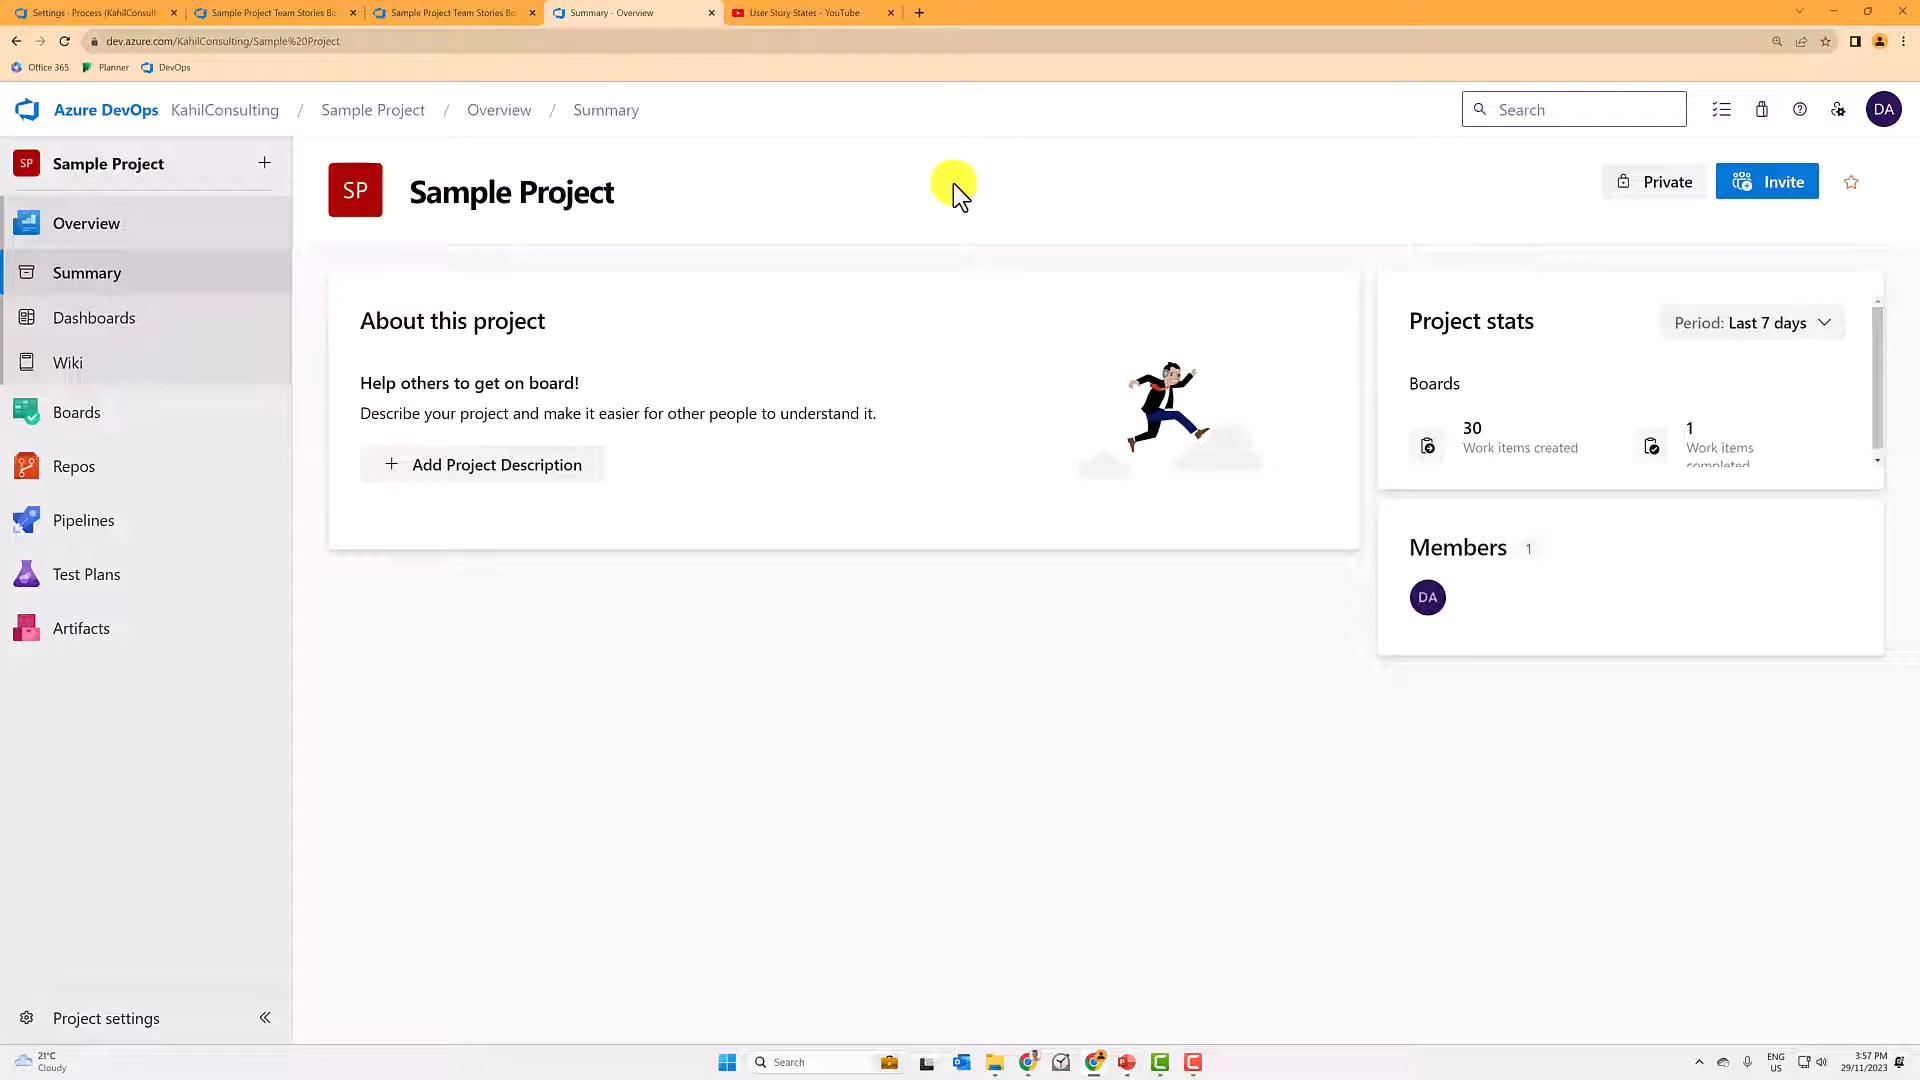 Settings - Process (KahilConsult
Sample Project Team Stories Bo
Sample Project Team Stories Bo
Summary - Overview
User Story States - YouTube
dev.azure.com/KahilConsulting/Sample%20Project
Office 365
Planner
DevOps
Azure DevOps
KahilConsulting / Sample Project / Overview / Summary
Search
DA
SP
Sample Project
Overview
Summary
Dashboards
Wiki
Boards
Repos
Pipelines
Test Plans
Artifacts
Project settings
SP
Sample Project
Private
Invite
About this project
Help others to get on board!
Describe your project and make it easier for other people to understand it.
Add Project Description
Project stats
Period: Last 7 days
Boards
30
Work items created
1
Work items
completed
Members 1
DA
21°C
Cloudy
Search
ENG
US
3:57 PM
29/11/2023